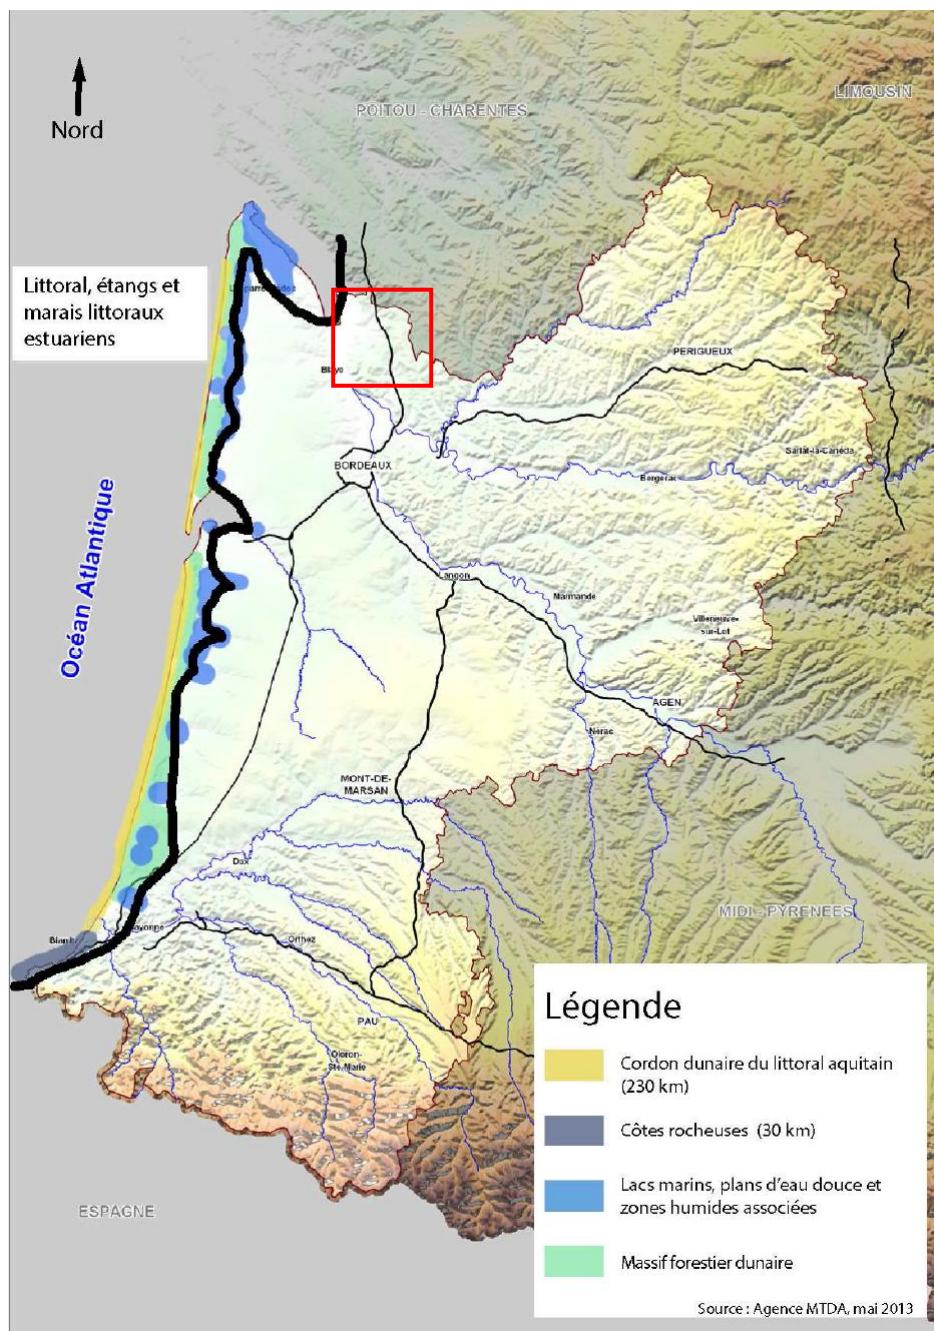 LIMOUSIN
POITOU - CHARENTES
Nord
Littoral, étangs et
marais littoraux
estuariens
PERIGUEUX
Blaye
Sarlat-la-Canéda
BORDEAUX
Bergerac
Océan Atlantique
Langon
Marmande
Villeneuve-
sur-Lot
AGEN
Nérac
MONT-DE-
MARSAN
Dax
MIDI - PYRENEES
Orthez
PAU
Oloron-
Ste-Marie
ESPAGNE
Légende
Cordon dunaire du littoral aquitain
(230 km)
Côtes rocheuses (30 km)
Lacs marins, plans d'eau douce et
zones humides associées
Massif forestier dunaire
Source : Agence MTDA, mai 2013